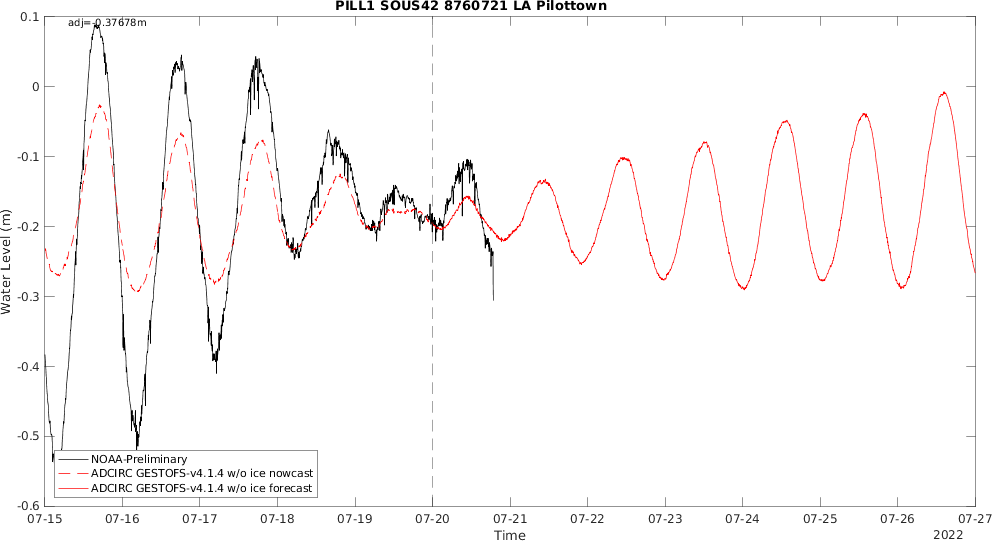 PILL1 SOUS42 8760721 LA Pilottown
adj=-0.37678m
0.1
0
-0.1
-0.2
-0.3
-0.4
-0.5
-0.6
Water Level (m)
NOAA-Preliminary
ADCIRC GESTOFS-v4.1.4 w/o ice nowcast
ADCIRC GESTOFS-v4.1.4 w/o ice forecast
07-15 07-16 07-17 07-18 07-19 07-20 07-21 07-22 07-23 07-24 07-25 07-26 07-27
Time
2022